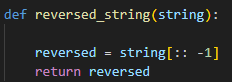 def reversed_string(string):
    reversed = string[:: -1]
    return reversed